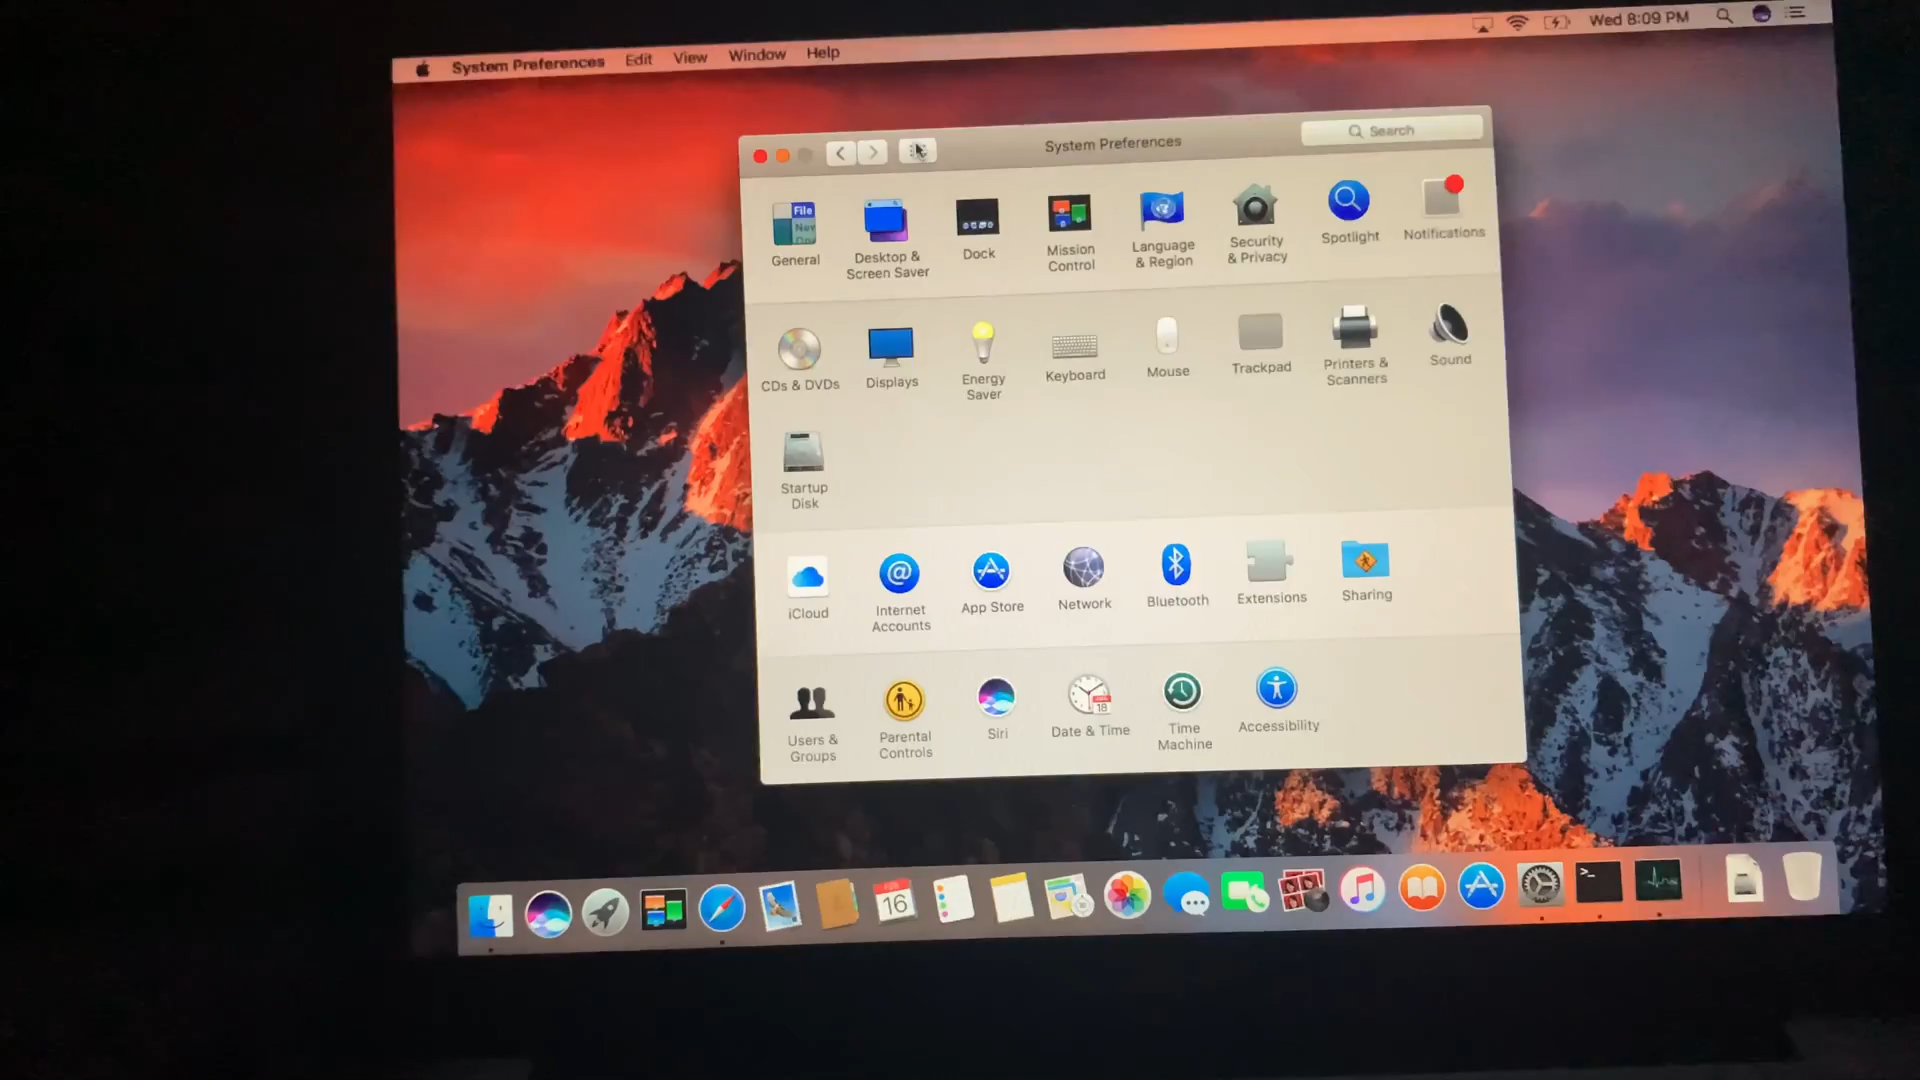 System Preferences Edit View Window Help
Wed 8:09 PM
System Preferences
Search
File
New
General
Desktop &
Screen Saver
Dock
Mission
Control
Language
& Region
Security
& Privacy
Spotlight
Notifications
CDs & DVDs
Displays
Energy
Saver
Keyboard
Mouse
Trackpad
Printers &
Scanners
Sound
Startup
Disk
iCloud
@
Internet
Accounts
App Store
Network
Bluetooth
Extensions
Sharing
Users &
Groups
Parental
Controls
Siri
18
Date & Time
Time
Machine
Accessibility
16